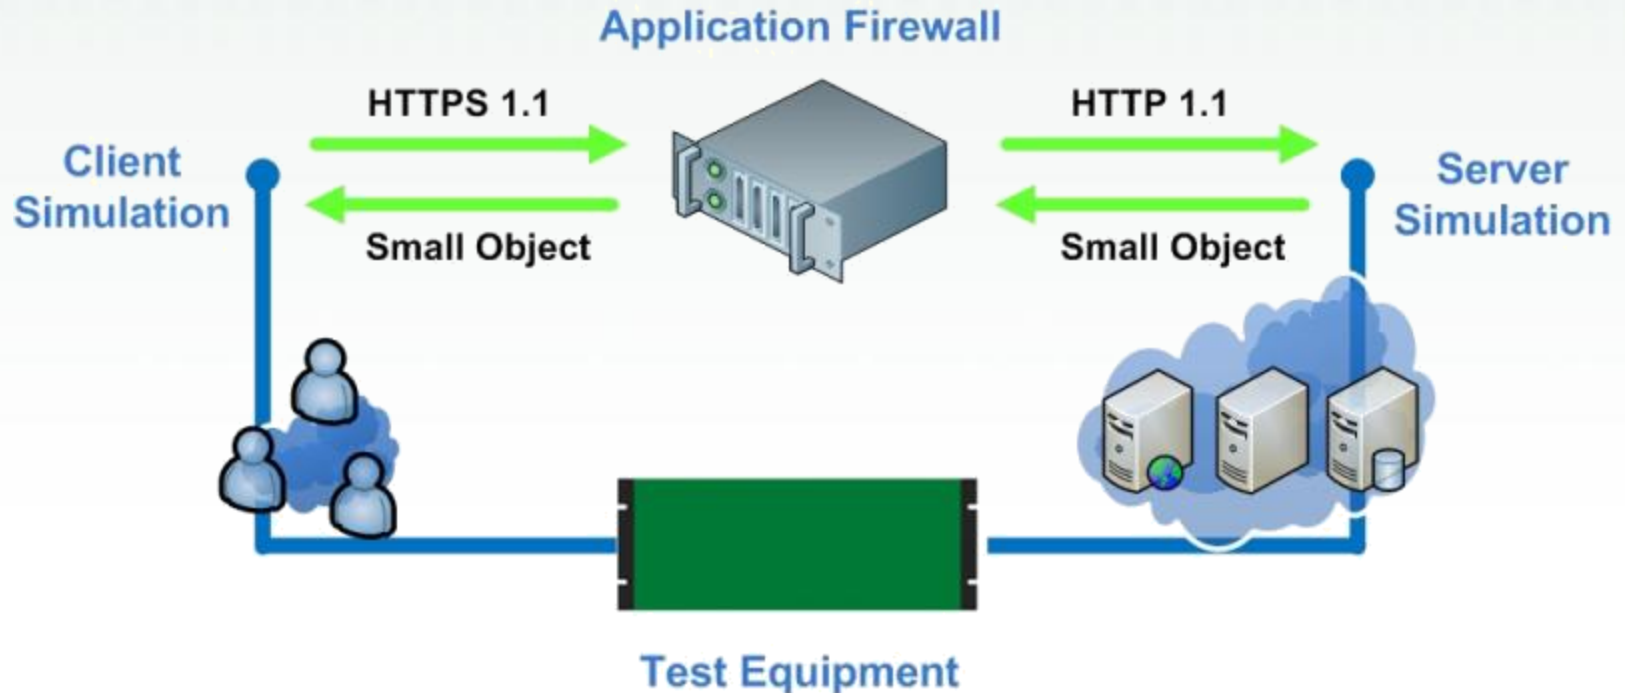 Application Firewall
HTTPS 1.1
HTTP 1.1
Client
Simulation
Server
Simulation
Small Object
Small Object
Test Equipment